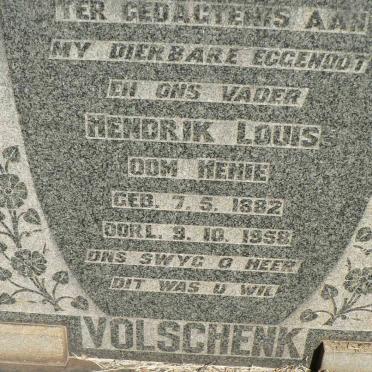 TER GEDAGTENIS AAN
MY DIERBARE EGGENOOT
EN ONS VADER
HENDRIK LOUIS
OOM HENIE
GEB. 7. 5. 1882
OORL. 9. 10. 1958
ONS SWYG O HEER
DIT WAS U WIL
VOLSCHENK